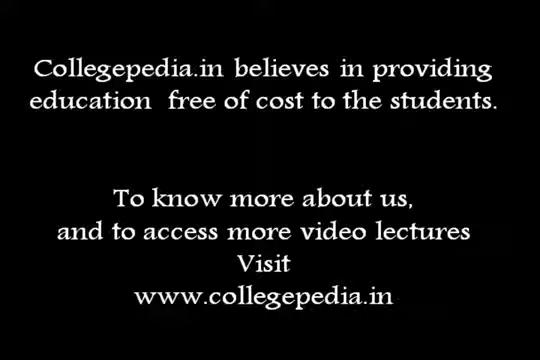 Collegepedia.in believes in providing
education  free of cost to the students.
To know more about us,
and to access more video lectures
Visit
www.collegepedia.in